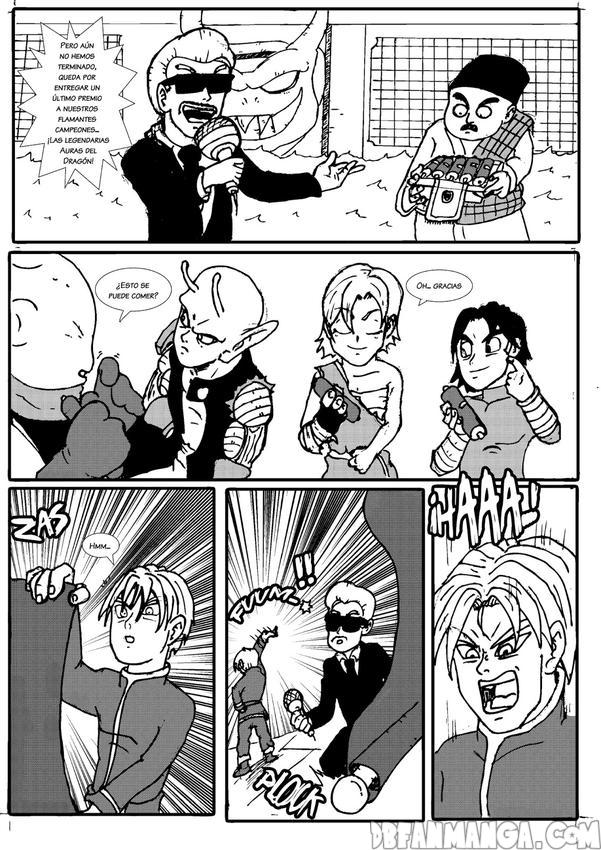 PERO AÚN
NO HEMOS
TERMINADO,
QUEDA POR
ENTREGAR UN
ÚLTIMO PREMIO
A NUESTROS
FLAMANTES
CAMPEONES...
¡LAS LEGENDARIAS
AURAS DEL
DRAGÓN!
¿ESTO SE
PUEDE COMER?
OH... GRACIAS
ZAS
HMM...
FUUM...
!!
PLOUK
¡HAAA!!
DBFANMANGA.COM